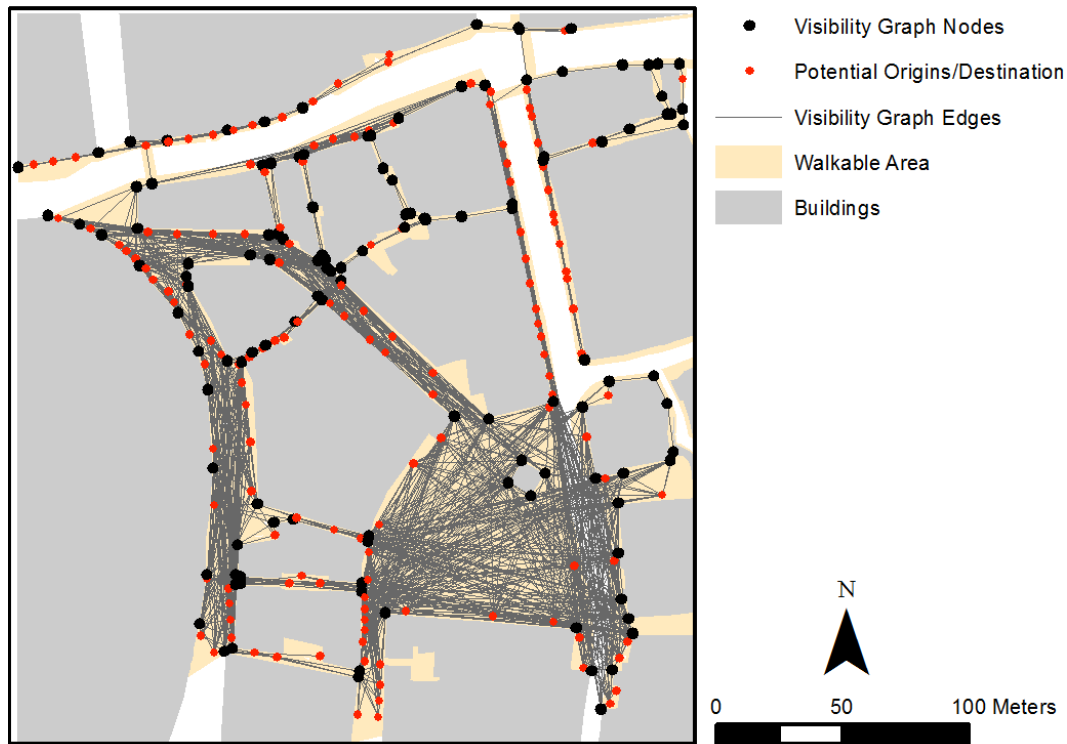 Visibility Graph Nodes
Potential Origins/Destination
Visibility Graph Edges
Walkable Area
Buildings
N
0 50 100 Meters